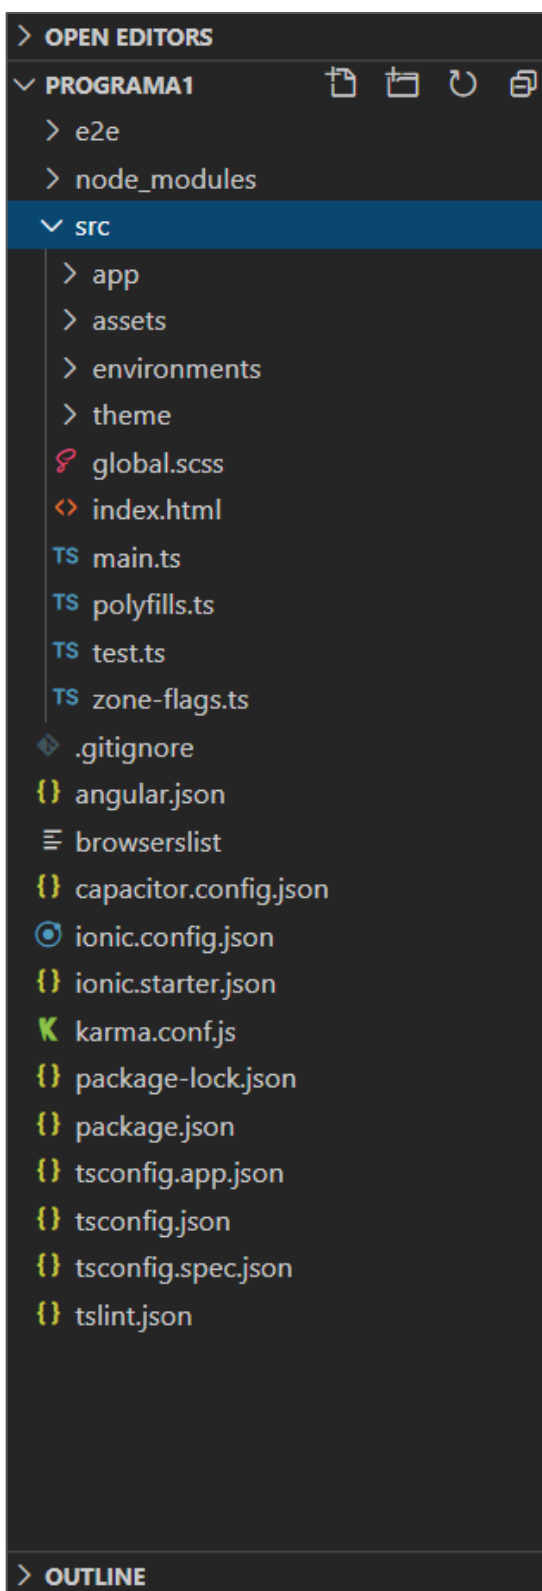 OPEN EDITORS
PROGRAMA1
e2e
node_modules
src
app
assets
environments
theme
global.scss
index.html
TS main.ts
TS polyfills.ts
TS test.ts
TS zone-flags.ts
.gitignore
{} angular.json
browserslist
{} capacitor.config.json
ionic.config.json
{} ionic.starter.json
K karma.conf.js
{} package-lock.json
{} package.json
{} tsconfig.app.json
{} tsconfig.json
{} tsconfig.spec.json
{} tslint.json
OUTLINE